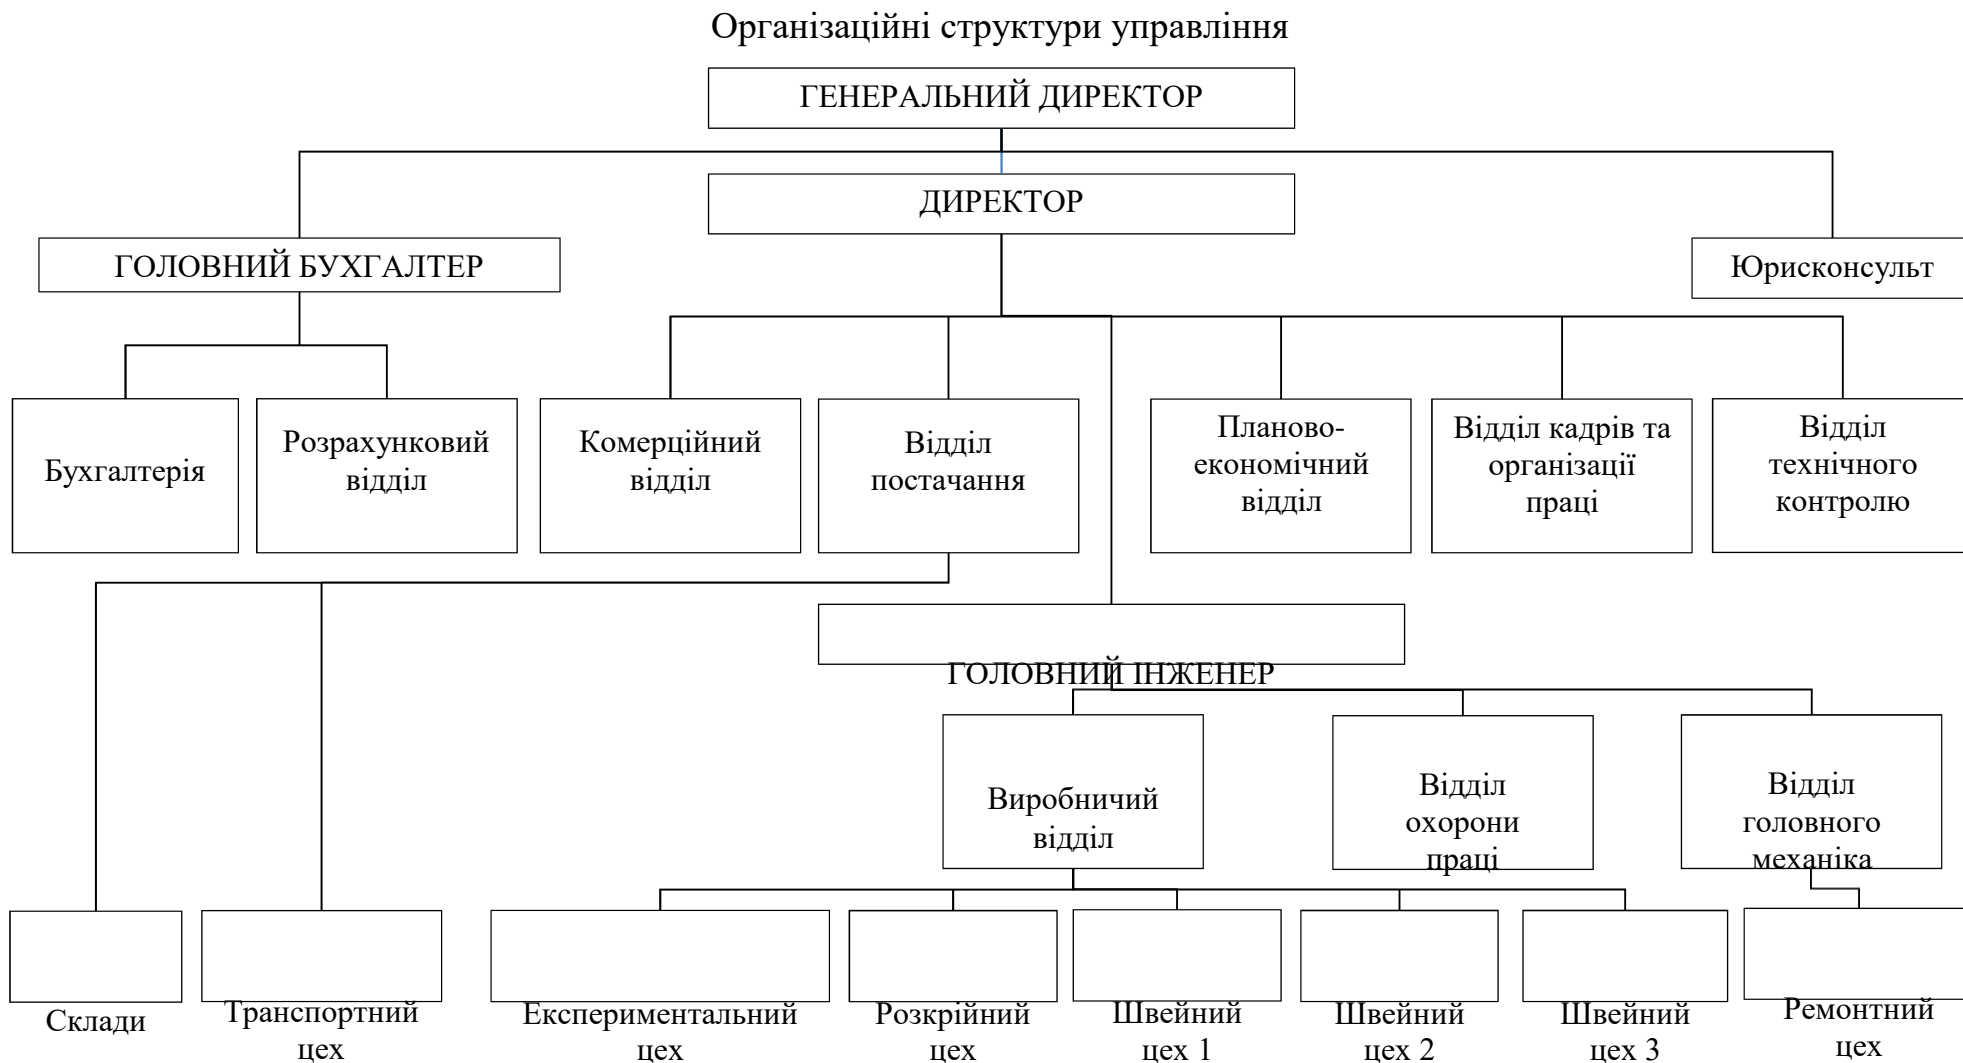 Організаційні структури управління
ГЕНЕРАЛЬНИЙ ДИРЕКТОР
ДИРЕКТОР
ГОЛОВНИЙ БУХГАЛТЕР
Юрисконсульт
Бухгалтерія
Розрахунковий
відділ
Комерційний
відділ
Відділ
постачання
Планово-
економічний
відділ
Відділ кадрів та
організації
праці
Відділ
технічного
контролю
ГОЛОВНИЙ ІНЖЕНЕР
Виробничий
відділ
Відділ
охорони
праці
Відділ
головного
механіка
Склади
Транспортний
цех
Експериментальний
цех
Розкрійний
цех
Швейний
цех 1
Швейний
цех 2
Швейний
цех 3
Ремонтний
цех